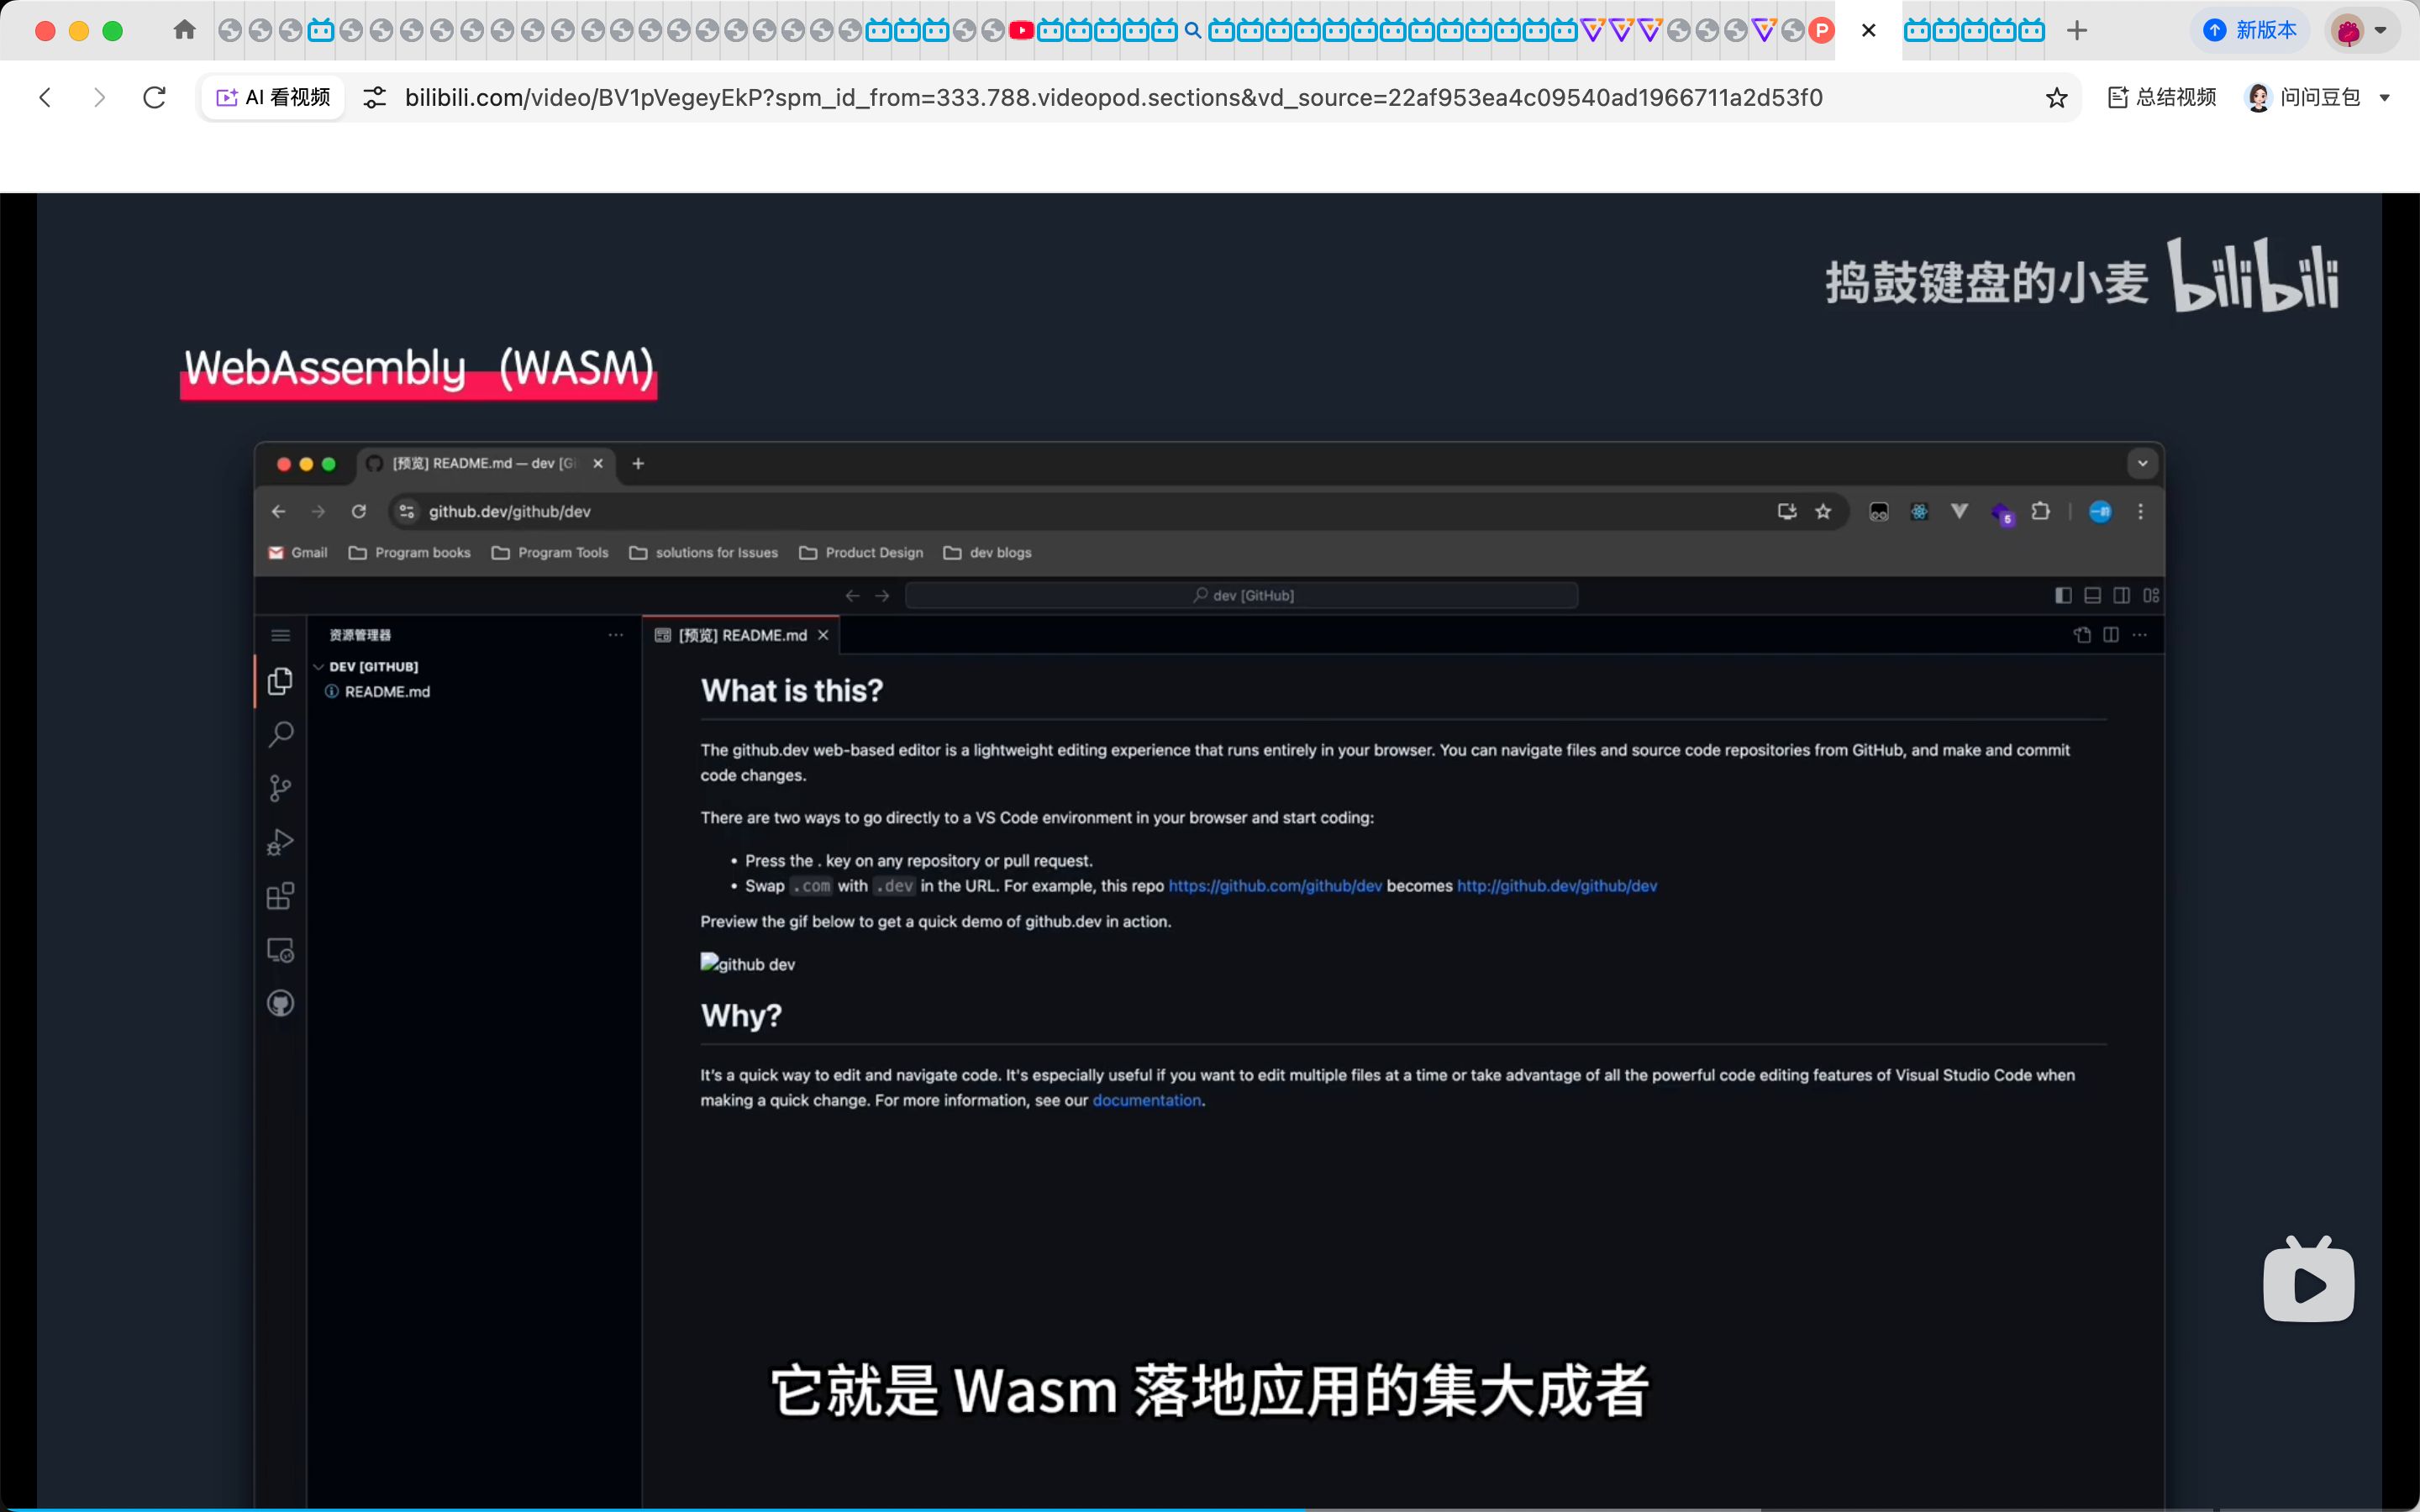 新版本
AI 看视频
bilibili.com/video/BV1pVegeyEkP?spm_id_from=333.788.videopod.sections&vd_source=22af953ea4c09540ad1966711a2d53f0
总结视频
问问豆包
捣鼓键盘的小麦 bilibili
WebAssembly (WASM)
[预览] README.md — dev [Gi
github.dev/github/dev
5
Gmail
Program books
Program Tools
solutions for Issues
Product Design
dev blogs
dev [GitHub]
资源管理器
[预览] README.md
DEV [GITHUB]
README.md
What is this?
The github.dev web-based editor is a lightweight editing experience that runs entirely in your browser. You can navigate files and source code repositories from GitHub, and make and commit
code changes.
There are two ways to go directly to a VS Code environment in your browser and start coding:
• Press the . key on any repository or pull request.
• Swap .com with .dev in the URL. For example, this repo https://github.com/github/dev becomes http://github.dev/github/dev
Preview the gif below to get a quick demo of github.dev in action.
github dev
Why?
It's a quick way to edit and navigate code. It's especially useful if you want to edit multiple files at a time or take advantage of all the powerful code editing features of Visual Studio Code when
making a quick change. For more information, see our documentation.
它就是 Wasm 落地应用的集大成者